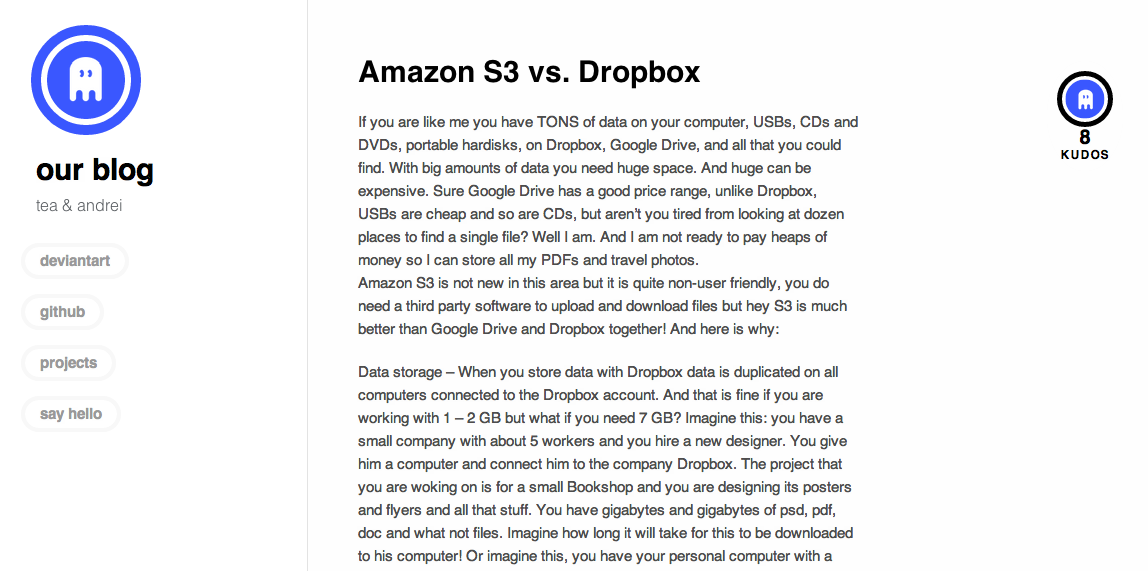 our blog
tea & andrei
deviantart
github
projects
say hello
Amazon S3 vs. Dropbox
If you are like me you have TONS of data on your computer, USBs, CDs and
DVDs, portable hardisks, on Dropbox, Google Drive, and all that you could
find. With big amounts of data you need huge space. And huge can be
expensive. Sure Google Drive has a good price range, unlike Dropbox,
USBs are cheap and so are CDs, but aren't you tired from looking at dozen
places to find a single file? Well I am. And I am not ready to pay heaps of
money so I can store all my PDFs and travel photos.
Amazon S3 is not new in this area but it is quite non-user friendly, you do
need a third party software to upload and download files but hey S3 is much
better than Google Drive and Dropbox together! And here is why:
Data storage – When you store data with Dropbox data is duplicated on all
computers connected to the Dropbox account. And that is fine if you are
working with 1 – 2 GB but what if you need 7 GB? Imagine this: you have a
small company with about 5 workers and you hire a new designer. You give
him a computer and connect him to the company Dropbox. The project that
you are woking on is for a small Bookshop and you are designing its posters
and flyers and all that stuff. You have gigabytes and gigabytes of psd, pdf,
doc and what not files. Imagine how long it will take for this to be downloaded
to his computer! Or imagine this, you have your personal computer with a
8
KUDOS